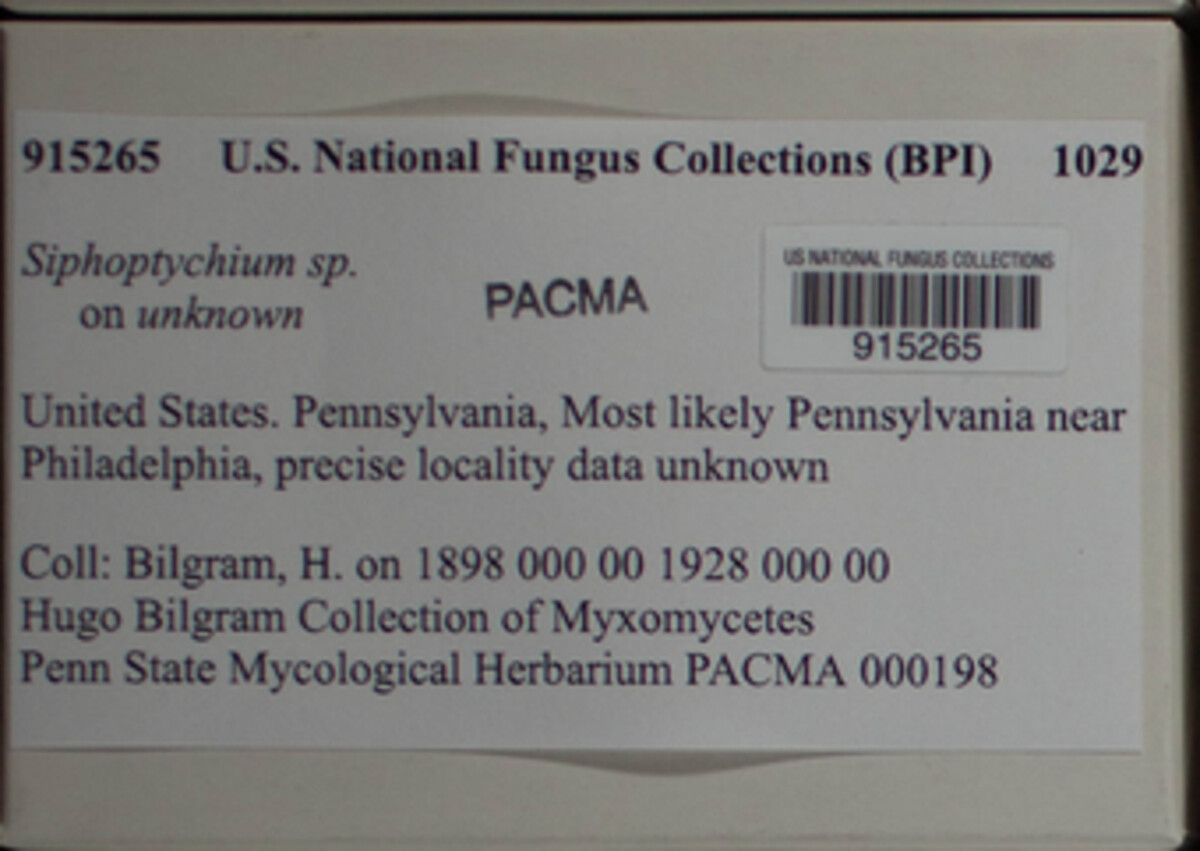 915265 U.S. National Fungus Collections (BPI) 1029
Siphoptychium sp.
on unknown
PACMA
US NATIONAL FUNGUS COLLECTIONS
915265
United States. Pennsylvania, Most likely Pennsylvania near
Philadelphia, precise locality data unknown
Coll: Bilgram, H. on 1898 000 00 1928 000 00
Hugo Bilgram Collection of Myxomycetes
Penn State Mycological Herbarium PACMA 000198